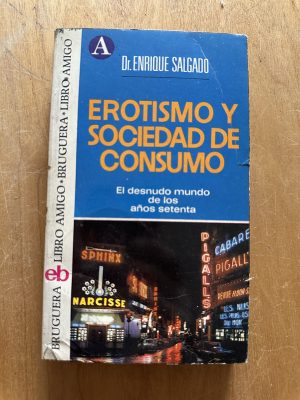 A
Dr. ENRIQUE SALGADO
EROTISMO Y
SOCIEDAD DE
CONSUMO
El desnudo mundo
de los
años setenta
BRUGUERA eb LIBRO AMIGO • BRUGUERA • LIBRO AMIGO
SPHINX
NARCISSE
PIGALL'S
CABARE
PIGALL